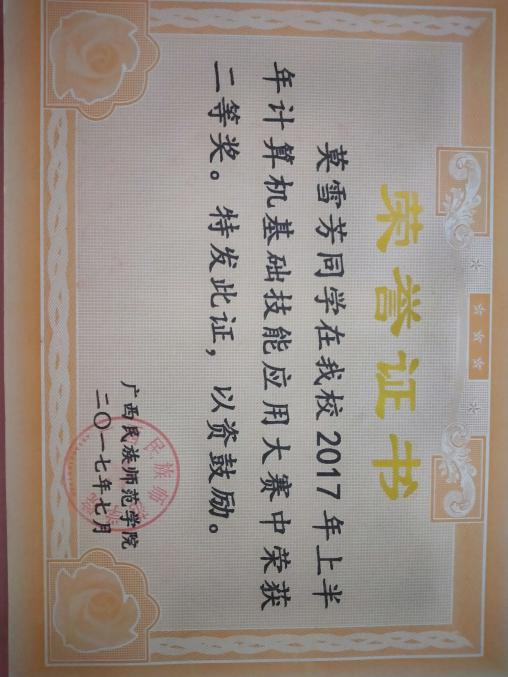 荣誉证书
莫雪芳同学在我校2017年上半
年计算机基础技能应用大赛中荣获
二等奖。特发此证，以资鼓励。
广西民族师范学院
二〇一七年七月